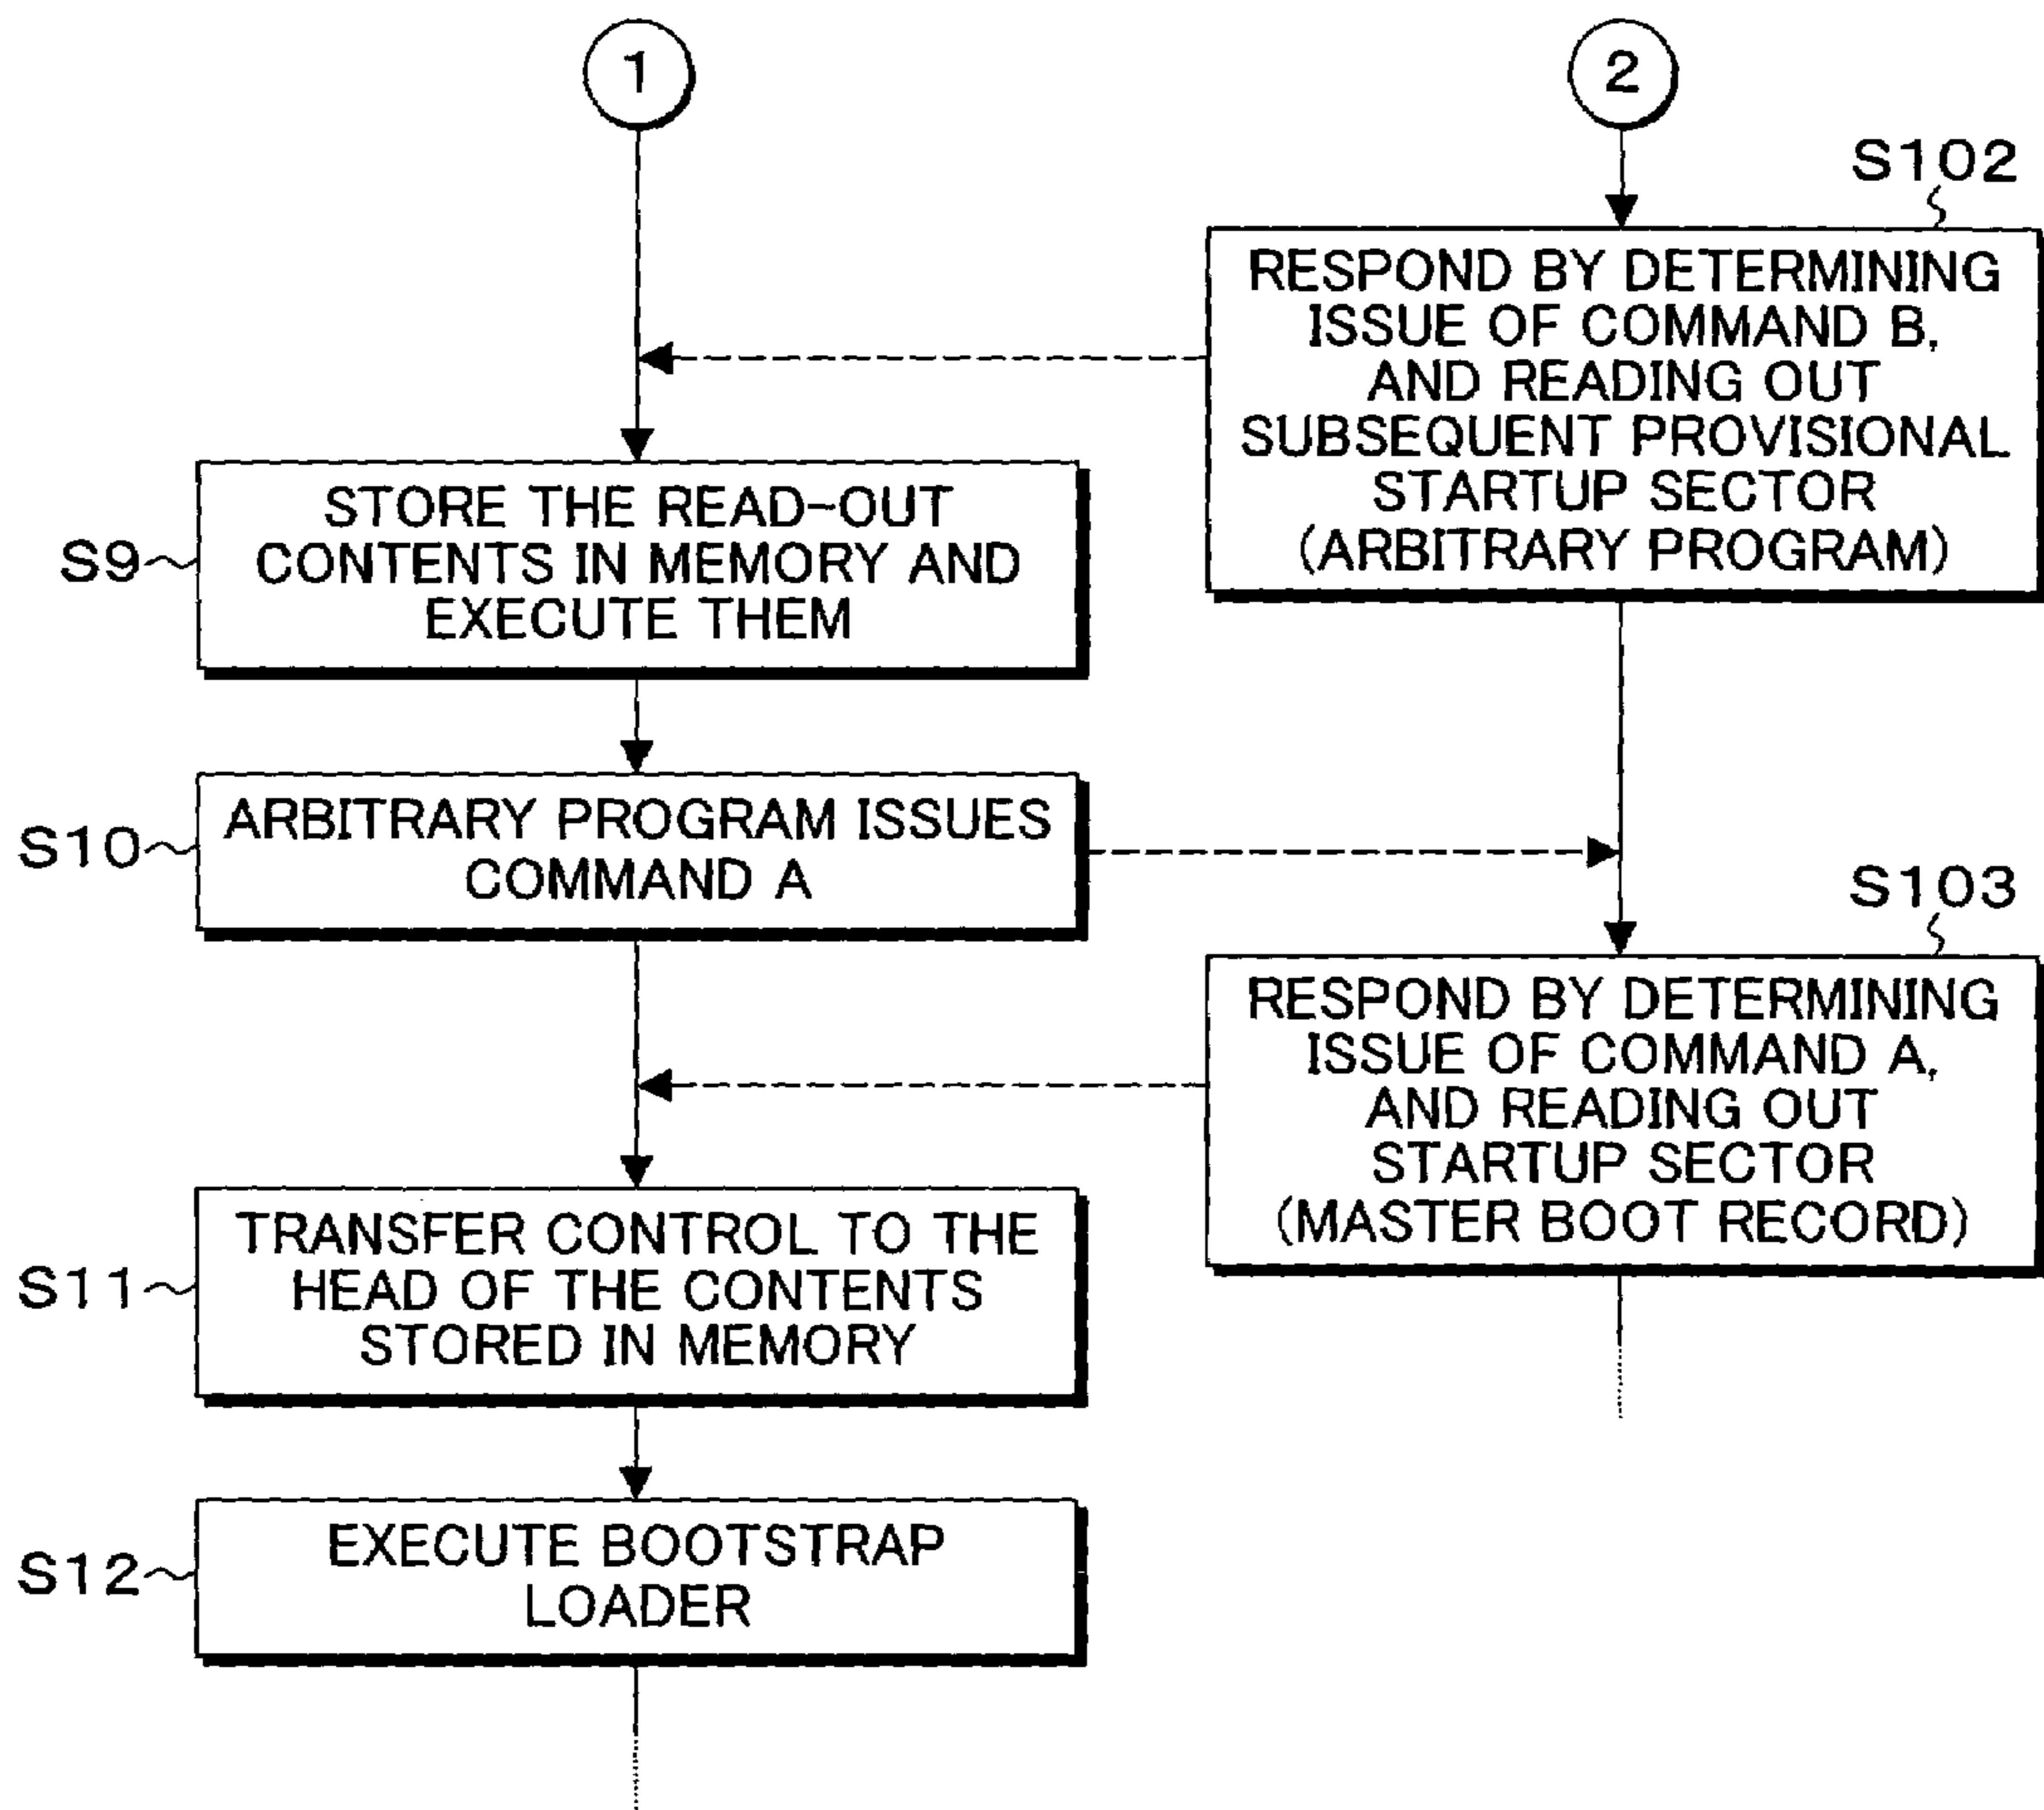 1
2
S102
RESPOND BY DETERMINING
ISSUE OF COMMAND B,
AND READING OUT
SUBSEQUENT PROVISIONAL
STARTUP SECTOR
(ARBITRARY PROGRAM)
S9
STORE THE READ-OUT
CONTENTS IN MEMORY AND
EXECUTE THEM
S10
ARBITRARY PROGRAM ISSUES
COMMAND A
S103
RESPOND BY DETERMINING
ISSUE OF COMMAND A,
AND READING OUT
STARTUP SECTOR
(MASTER BOOT RECORD)
S11
TRANSFER CONTROL TO THE
HEAD OF THE CONTENTS
STORED IN MEMORY
S12
EXECUTE BOOTSTRAP
LOADER